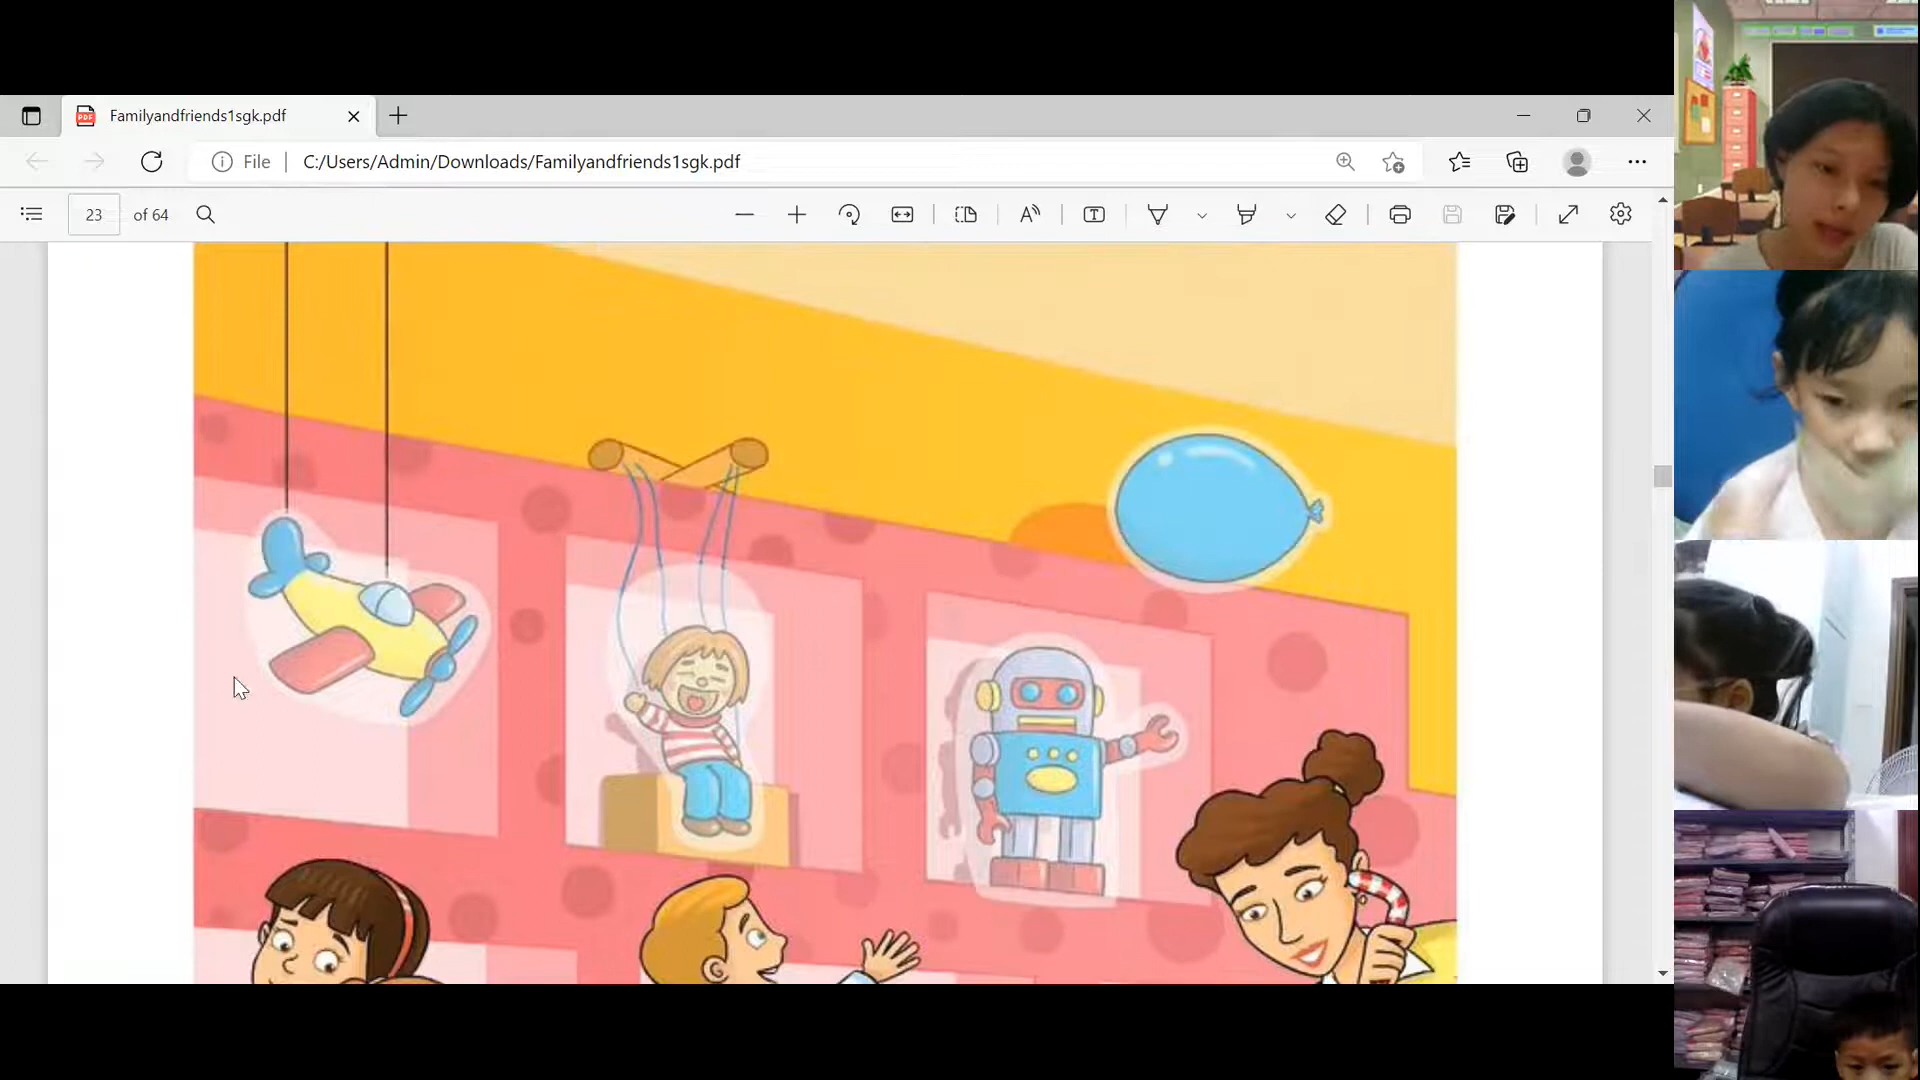 Familyandfriends1sgk.pdf
File
C:/Users/Admin/Downloads/Familyandfriends1sgk.pdf
23 of 64